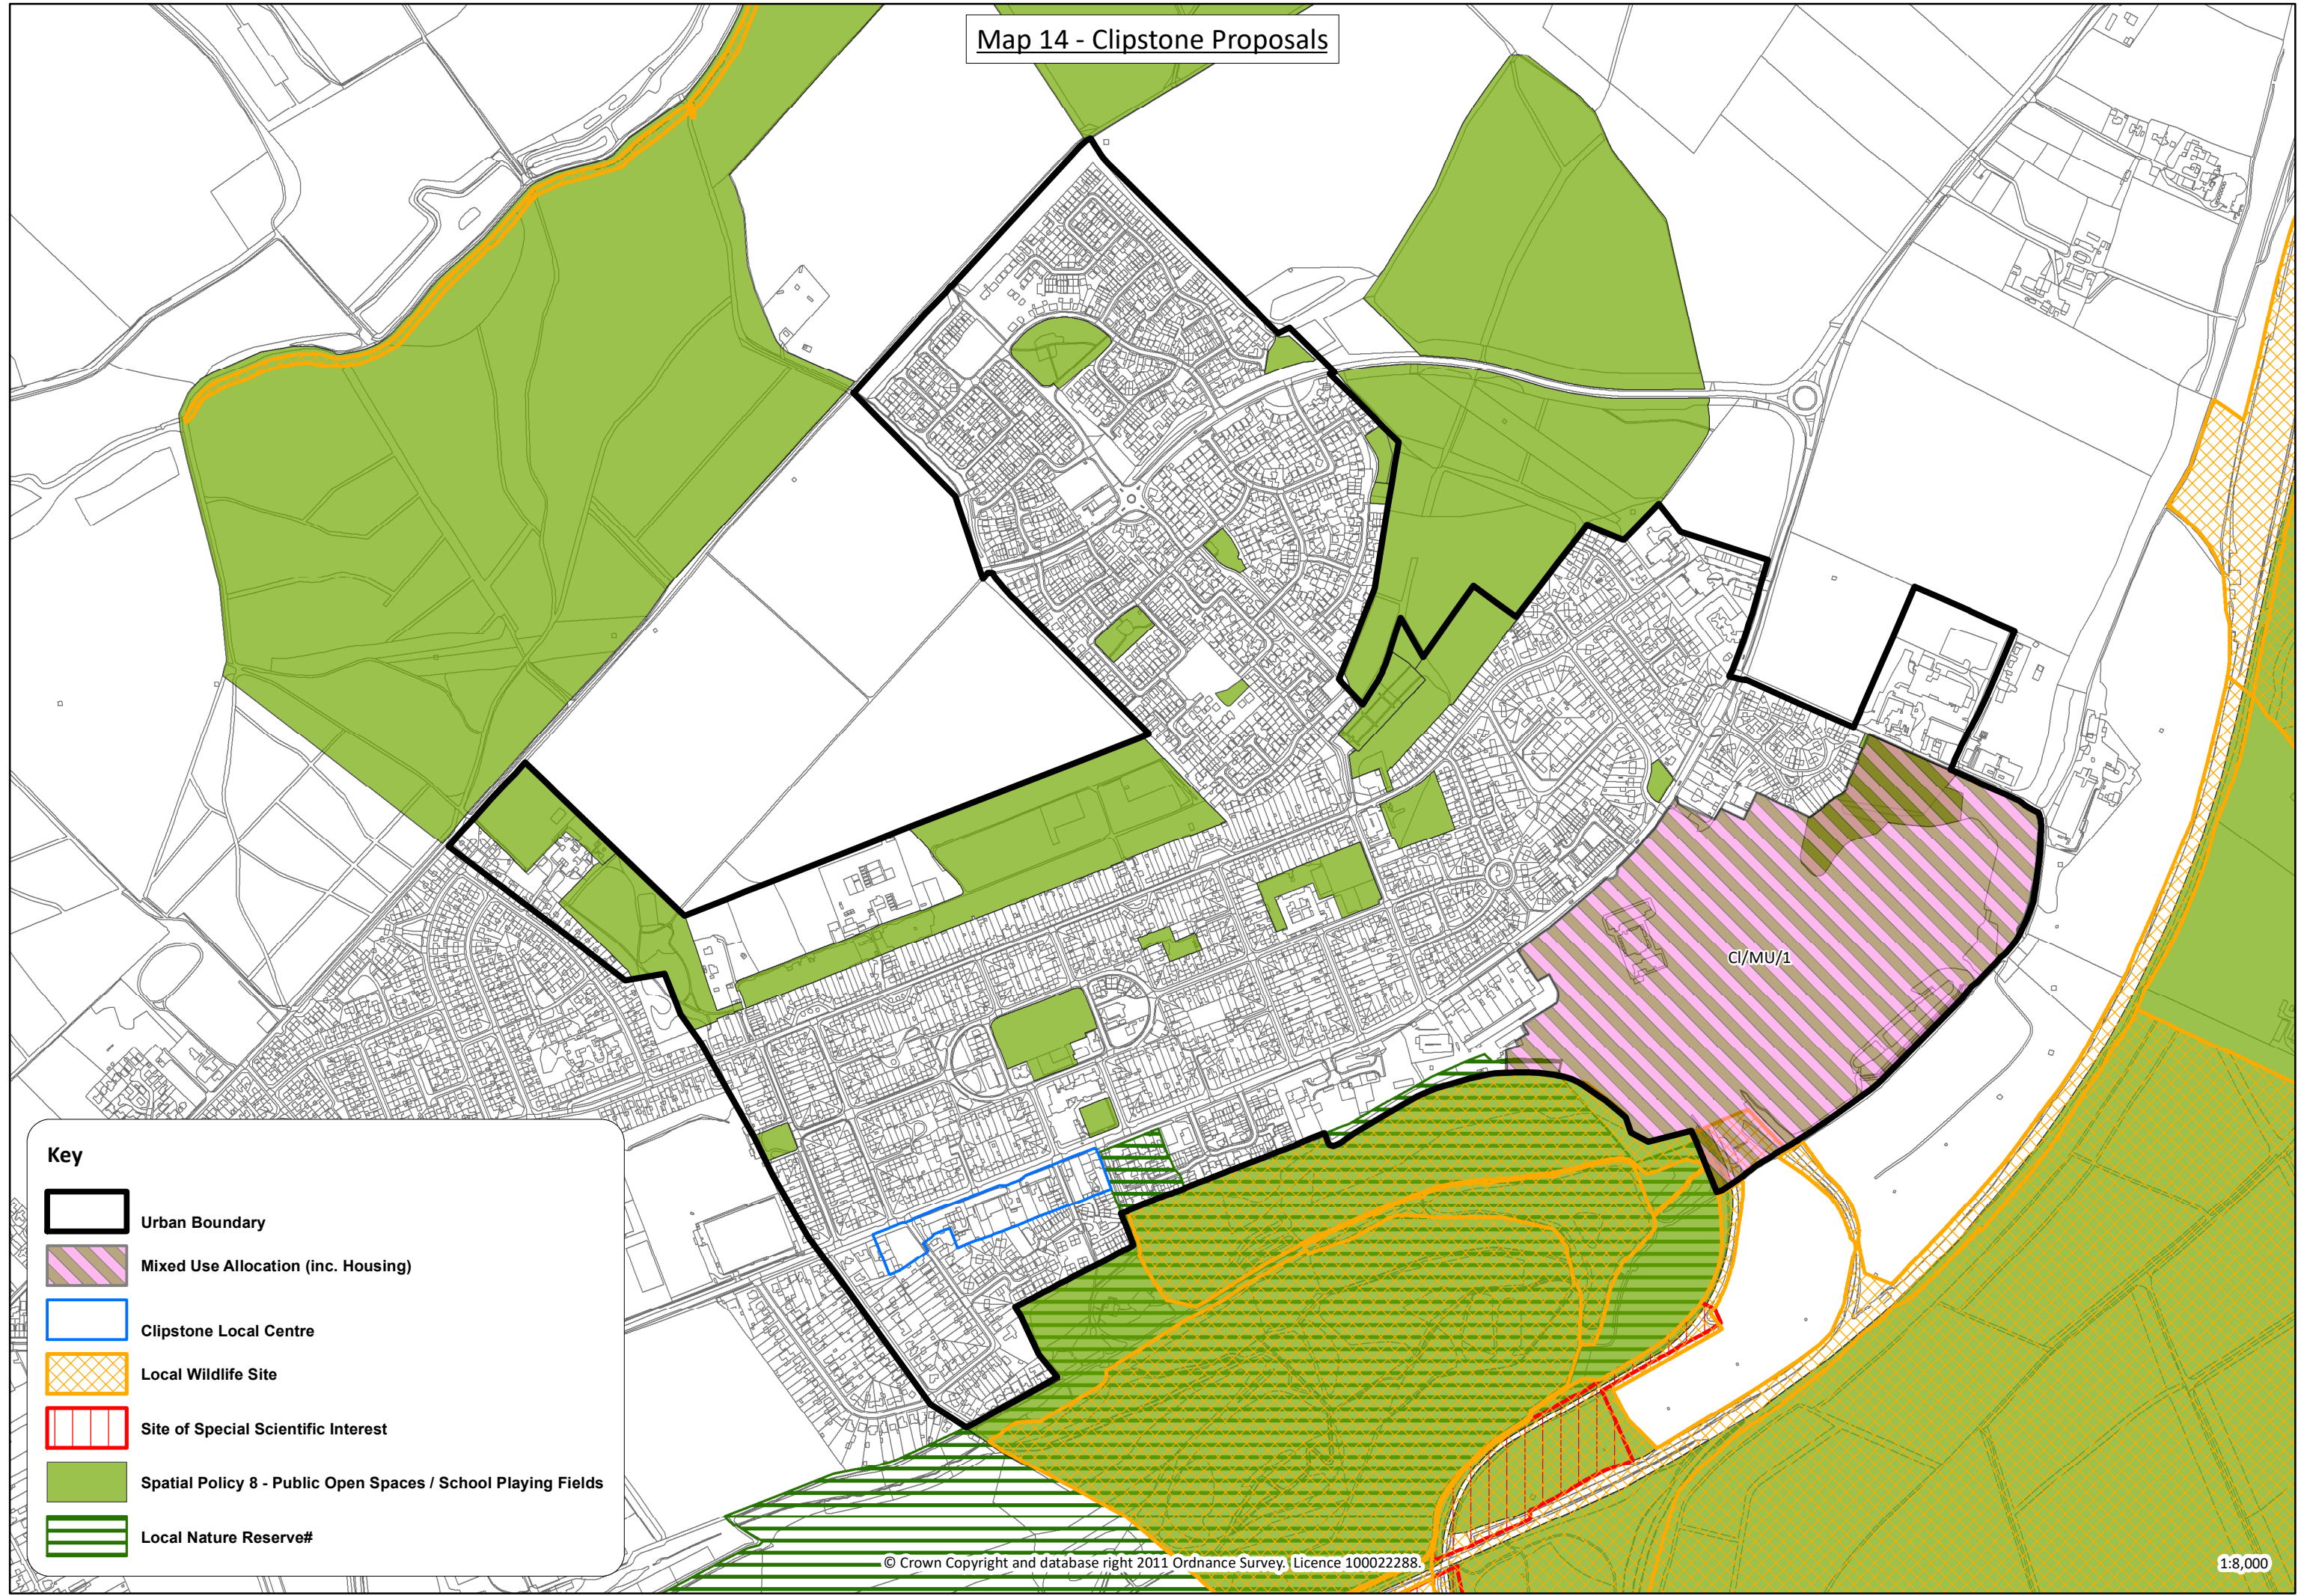 Map 14 - Clipstone Proposals
Cl/MU/1
Key
Urban Boundary
Mixed Use Allocation (inc. Housing)
Clipstone Local Centre
Local Wildlife Site
Site of Special Scientific Interest
Spatial Policy 8 - Public Open Spaces / School Playing Fields
Local Nature Reserve#
© Crown Copyright and database right 2011 Ordnance Survey. Licence 100022288.
1:8,000